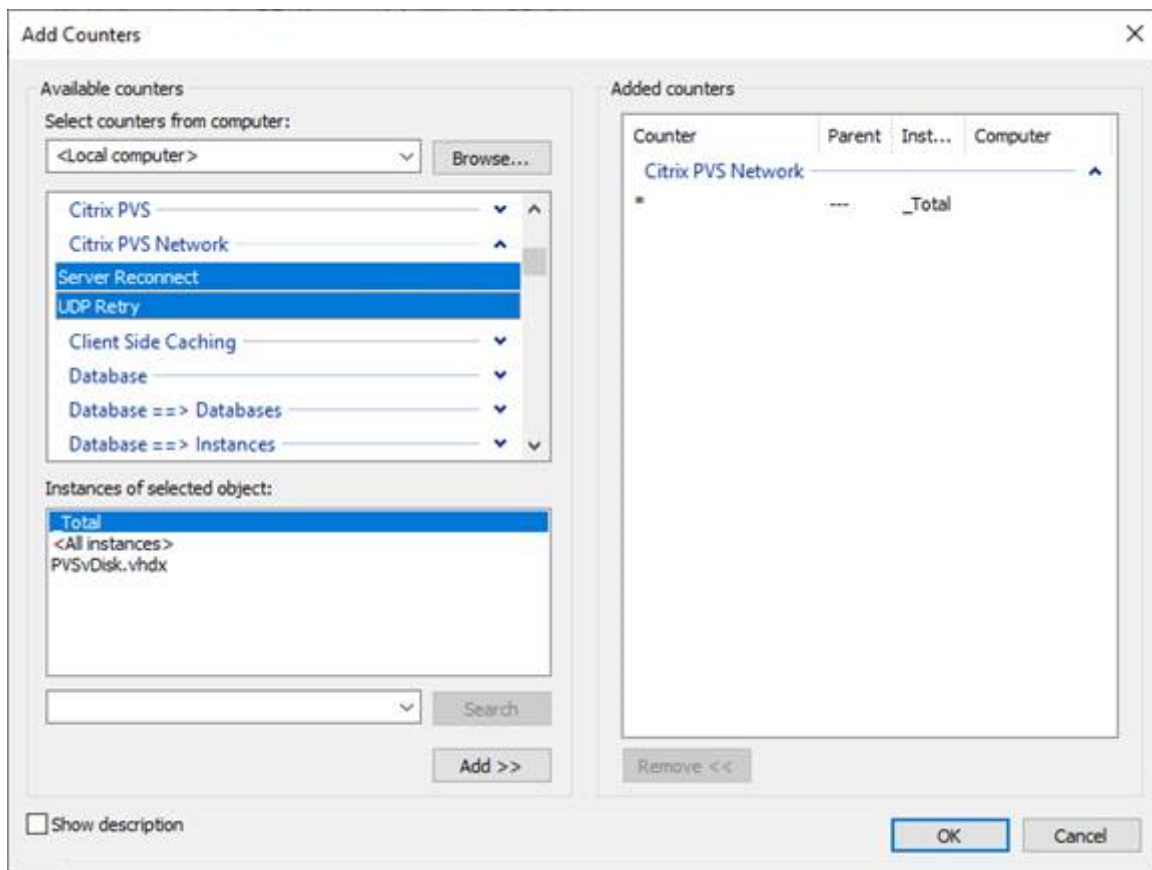 Add Counters
Available counters
Select counters from computer:
<Local computer>
Browse...
Citrix PVS
Citrix PVS Network
Server Reconnect
UDP Retry
Client Side Caching
Database
Database ==> Databases
Database ==> Instances
Instances of selected object:
_Total
<All instances>
PVSvDisk.vhdx
Search
Add >>
Show description
Added counters
Counter Parent Inst... Computer
Citrix PVS Network
* --- _Total
Remove <<
OK
Cancel